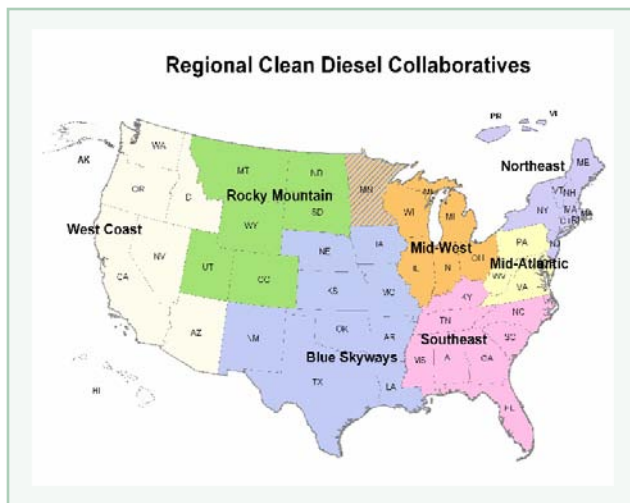 Regional Clean Diesel Collaboratives
PR VI
WA
AK
MT ND
ME
Northeast
OR
MN
VT NH
Rocky Mountain
WI
MI
NY
MA
SD
West Coast
WY
IA
PA
NE
Mid-West
OH
NV
Mid-Atlantic
UT
IL
WV
CA
CO
VA
KS
MO
KY
NC
TN
AZ
OK
AR
SC
NM
Southeast
MS
GA
Blue Skyways
TX
LA
HI
FL